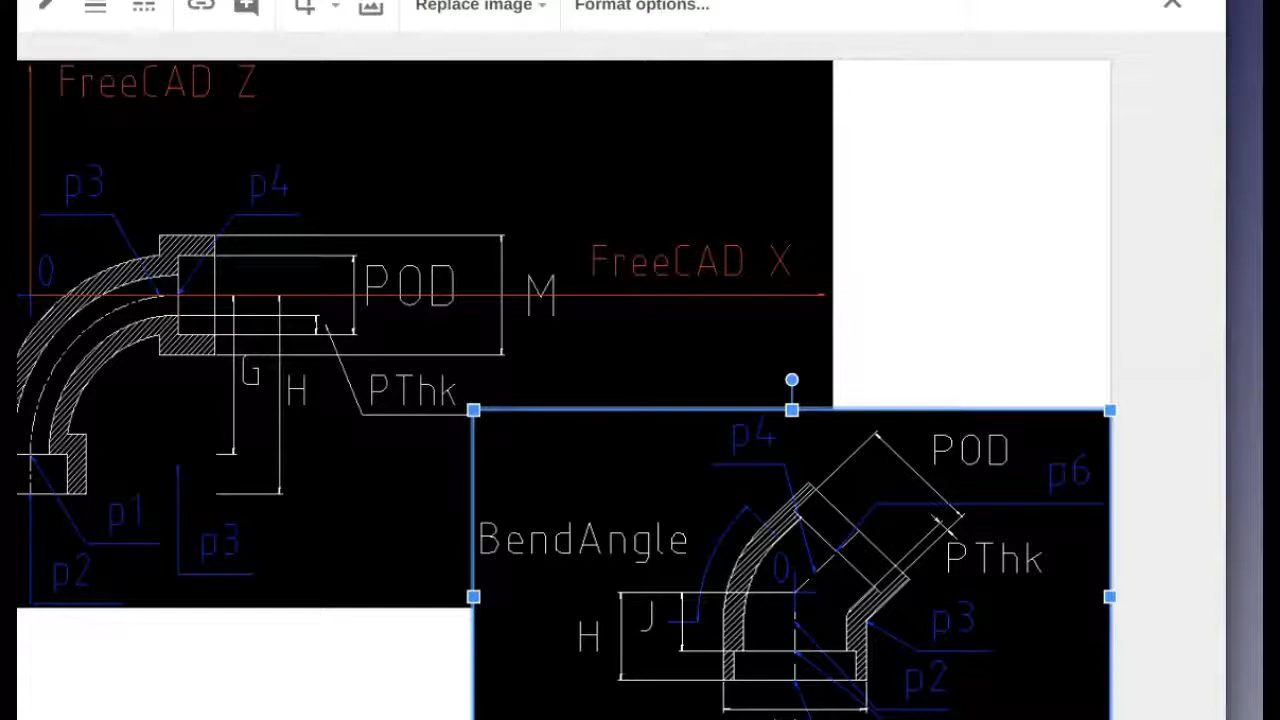 Replace image
Format options...
FreeCAD Z
p3
p4
0
FreeCAD X
POD
M
G
H
PThk
p1
p3
p2
p4
POD
p6
BendAngle
PThk
0
J
H
p3
p2